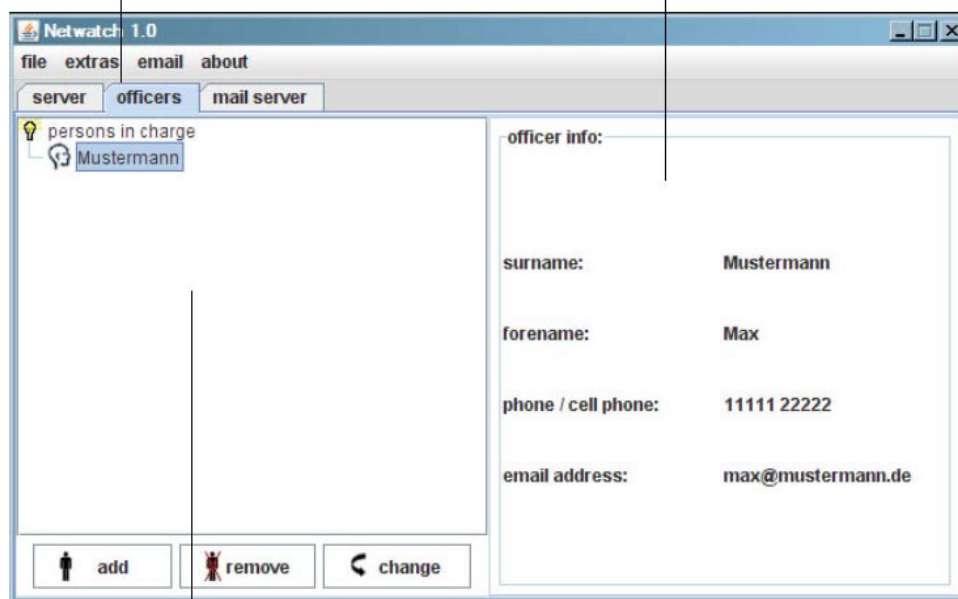 Netwatch 1.0
file extras email about
server officers mail server
persons in charge
Mustermann
add remove change
officer info:
surname: Mustermann
forename: Max
phone / cell phone: 11111 22222
email address: max@mustermann.de